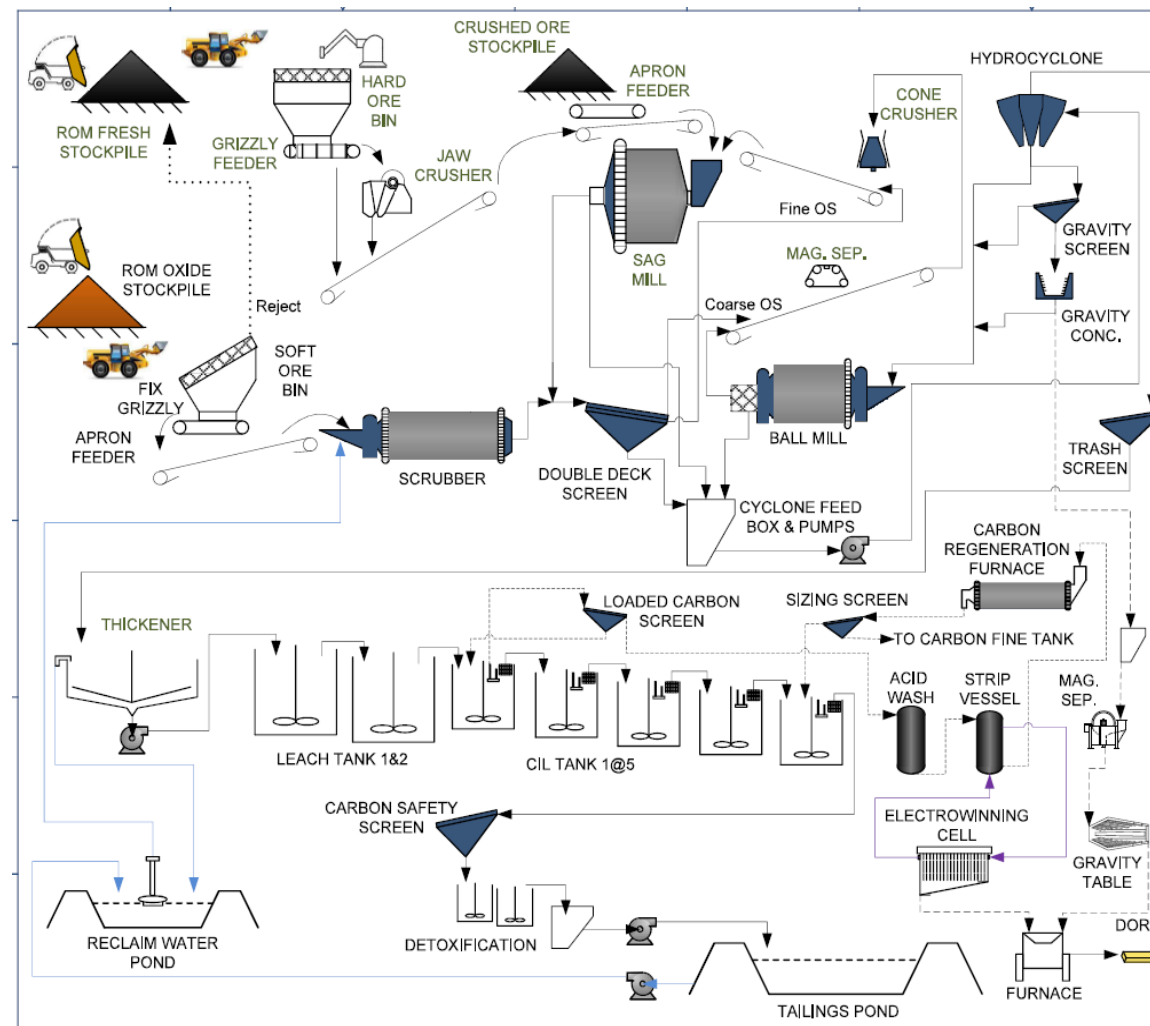 CRUSHED ORE
STOCKPILE
HYDROCYCLONE
HARD
ORE
BIN
APRON
FEEDER
CONE
CRUSHER
ROM FRESH
STOCKPILE
GRIZZLY
FEEDER
JAW
CRUSHER
Fine OS
GRAVITY
SCREEN
SAG
MILL
MAG. SEP.
ROM OXIDE
STOCKPILE
Reject
Coarse OS
GRAVITY
CONC.
SOFT
ORE
BIN
FIX
GRIZZLY
APRON
FEEDER
BALL MILL
TRASH
SCREEN
SCRUBBER
DOUBLE DECK
SCREEN
CYCLONE FEED
BOX & PUMPS
CARBON
REGENERATION
FURNACE
LOADED CARBON
SCREEN
SIZING SCREEN
THICKENER
TO CARBON FINE TANK
ACID
WASH
STRIP
VESSEL
MAG.
SEP.
LEACH TANK 1&2
CIL TANK 1@5
CARBON SAFETY
SCREEN
ELECTROWINNING
CELL
GRAVITY
TABLE
DETOXIFICATION
RECLAIM WATER
POND
TAILINGS POND
FURNACE
DOR